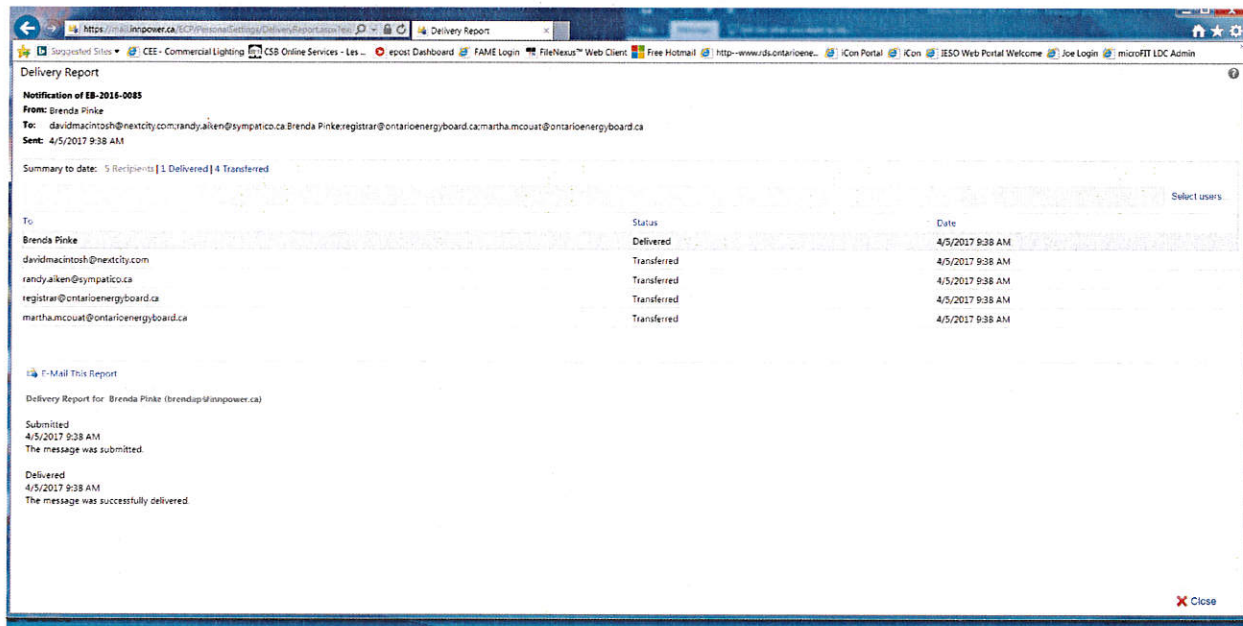 https://mail.innpower.ca/ECP/PersonalSettings/DeliveryReport.aspx?exc
Delivery Report
Suggested Sites
CEE - Commercial Lighting
CSB Online Services - Les ...
epost Dashboard
FAME Login
FileNexus™ Web Client
Free Hotmail
http--www.rds.ontarioene...
iCon Portal
iCon
IESO Web Portal Welcome
Joe Login
microFIT LDC Admin
Delivery Report
Notification of EB-2016-0085
From: Brenda Pinke
To: davidmacintosh@nextcity.com;randy.aiken@sympatico.ca;Brenda Pinke;registrar@ontarioenergyboard.ca;martha.mcouat@ontarioenergyboard.ca
Sent: 4/5/2017 9:38 AM
Summary to date: 5 Recipients | 1 Delivered | 4 Transferred
Select users...
To Status Date
Brenda Pinke Delivered 4/5/2017 9:38 AM
davidmacintosh@nextcity.com Transferred 4/5/2017 9:38 AM
randy.aiken@sympatico.ca Transferred 4/5/2017 9:38 AM
registrar@ontarioenergyboard.ca Transferred 4/5/2017 9:38 AM
martha.mcouat@ontarioenergyboard.ca Transferred 4/5/2017 9:38 AM
E-Mail This Report
Delivery Report for Brenda Pinke (brendap@innpower.ca)
Submitted
4/5/2017 9:38 AM
The message was submitted.
Delivered
4/5/2017 9:38 AM
The message was successfully delivered.
Close